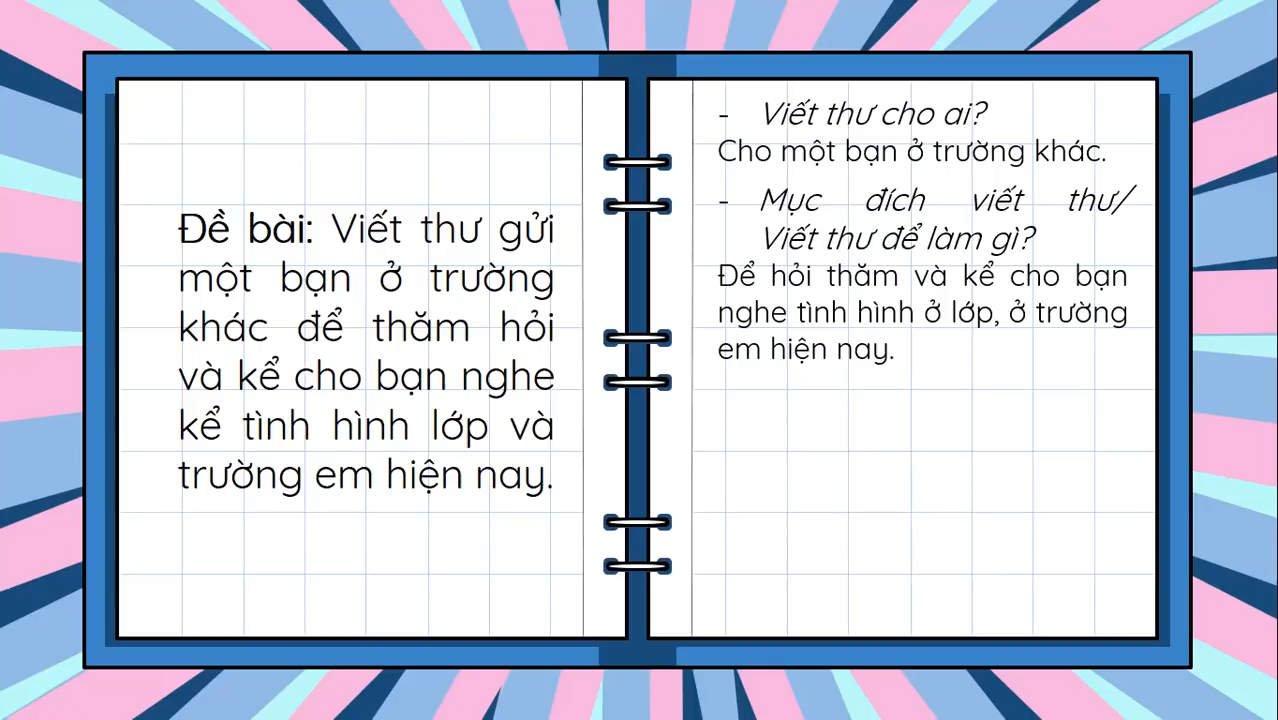 Đề bài: Viết thư gửi
một bạn ở trường
khác để thăm hỏi
và kể cho bạn nghe
kể tình hình lớp và
trường em hiện nay.
- Viết thư cho ai?
Cho một bạn ở trường khác.
- Mục đích viết thư/
Viết thư để làm gì?
Để hỏi thăm và kể cho bạn
nghe tình hình ở lớp, ở trường
em hiện nay.